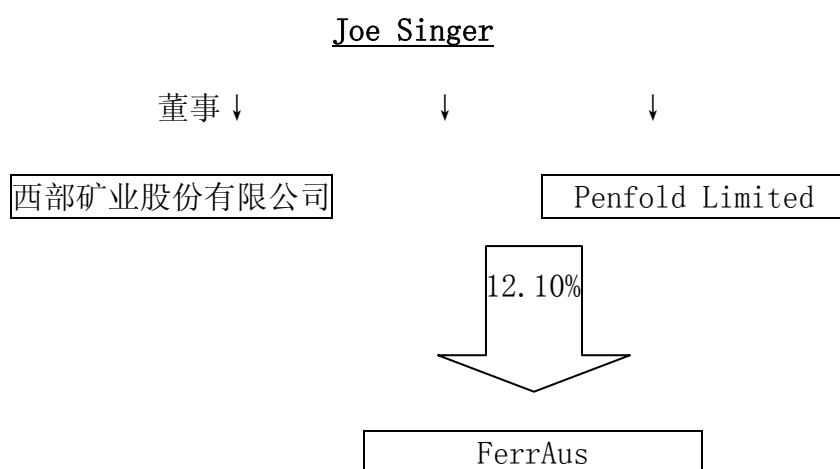 Joe Singer
董事↓ ↓ ↓
西部矿业股份有限公司 Penfold Limited
12.10%
FerrAus